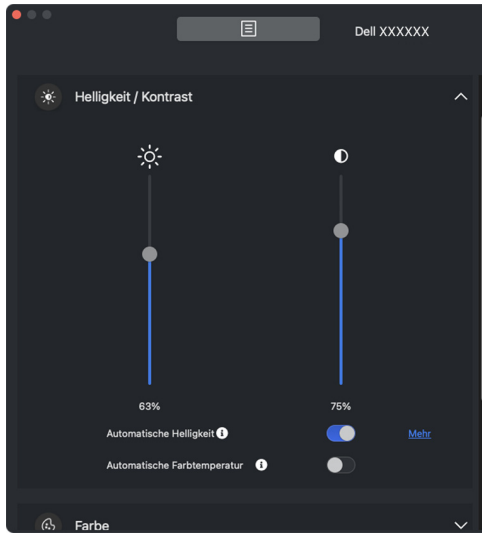 Dell XXXXXX
Helligkeit / Kontrast
63%
75%
Automatische Helligkeit
Mehr
Automatische Farbtemperatur
Farbe